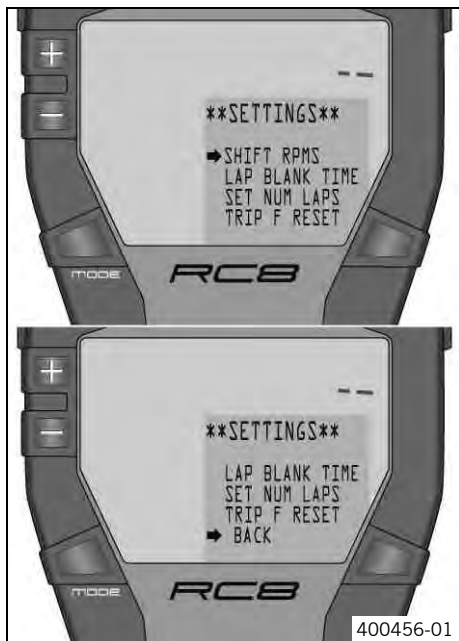 +
--
**SETTINGS**
➡SHIFT RPMS
LAP BLANK TIME
SET NUM LAPS
TRIP F RESET
−
MODE
RC8
+
--
**SETTINGS**
LAP BLANK TIME
SET NUM LAPS
TRIP F RESET
➡ BACK
−
MODE
RC8
400456-01